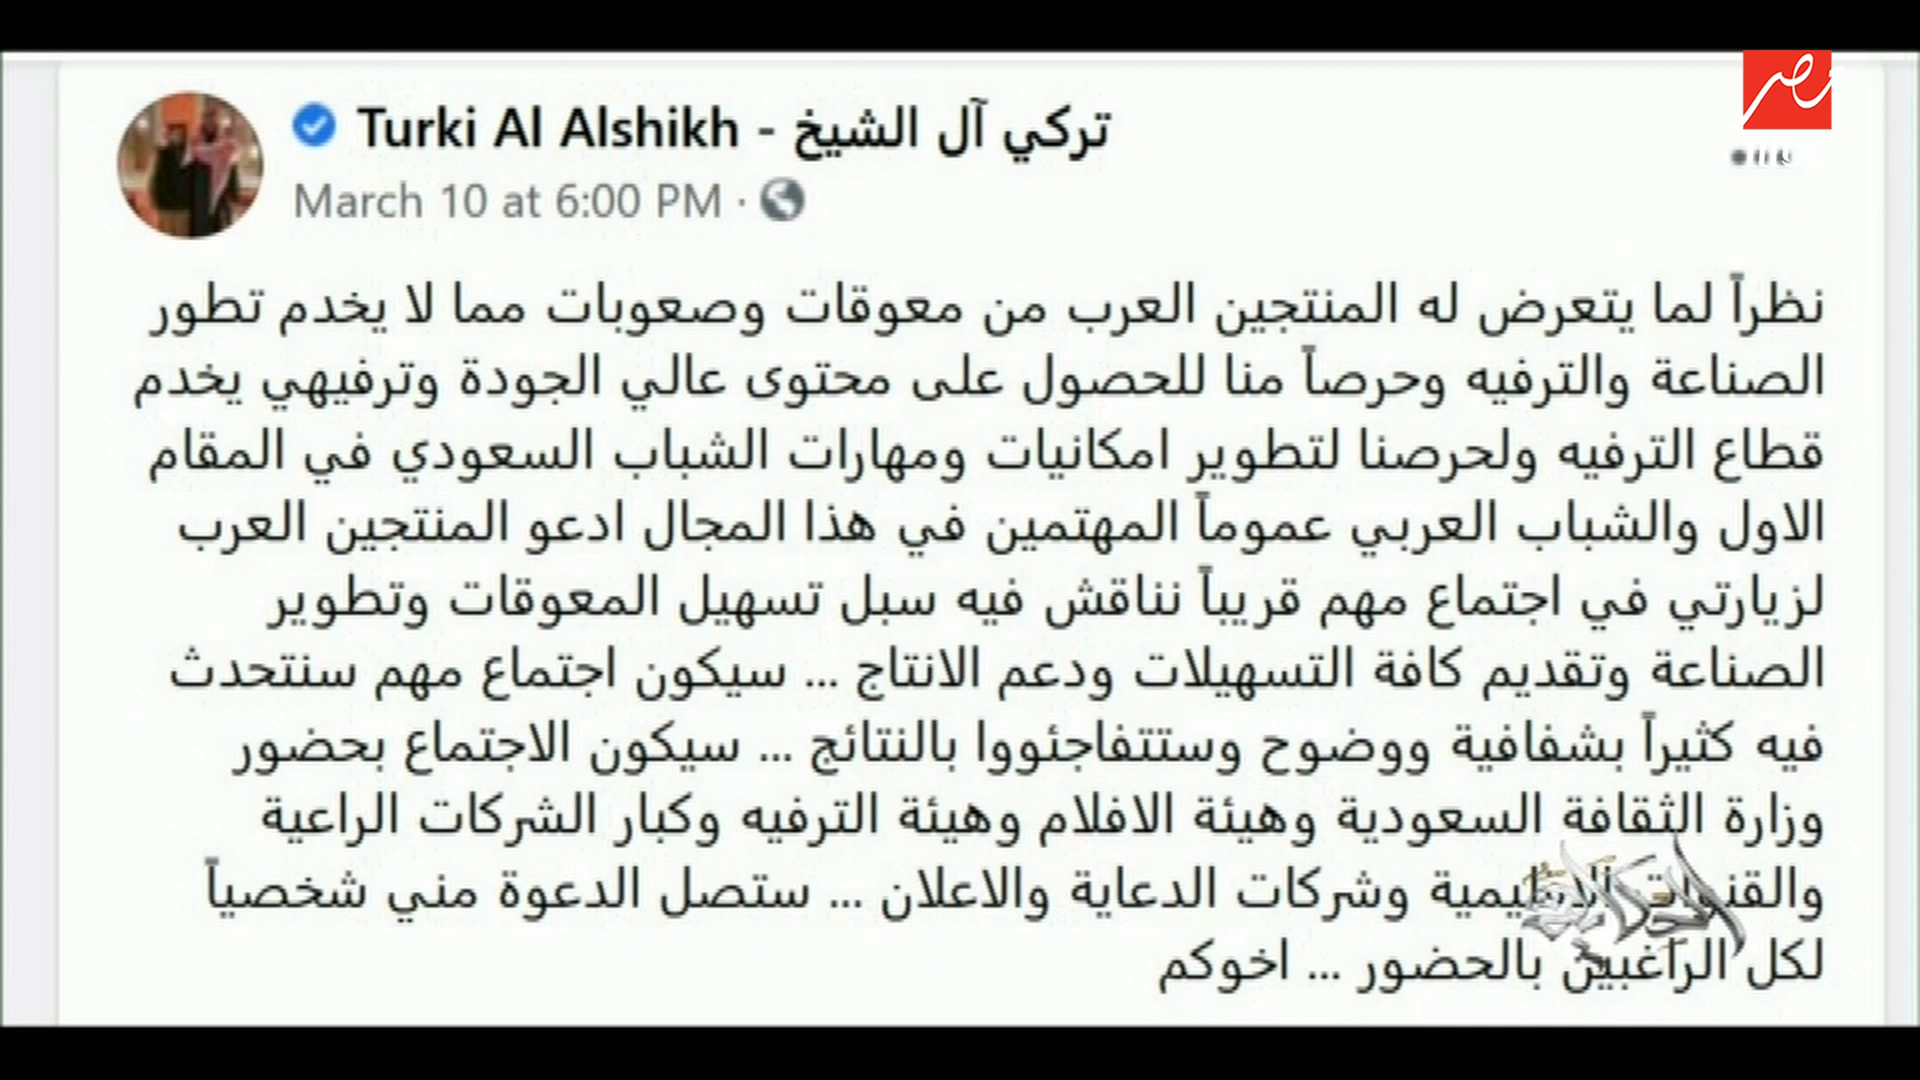 مصر
Turki Al Alshikh - تركي آل الشيخ
March 10 at 6:00 PM ·
نظراً لما يتعرض له المنتجين العرب من معوقات وصعوبات مما لا يخدم تطور
الصناعة والترفيه وحرصاً منا للحصول على محتوى عالي الجودة وترفيهي يخدم
قطاع الترفيه ولحرصنا لتطوير امكانيات ومهارات الشباب السعودي في المقام
الاول والشباب العربي عموماً المهتمين في هذا المجال ادعو المنتجين العرب
لزيارتي في اجتماع مهم قريباً نناقش فيه سبل تسهيل المعوقات وتطوير
الصناعة وتقديم كافة التسهيلات ودعم الانتاج ... سيكون اجتماع مهم سنتحدث
فيه كثيراً بشفافية ووضوح وستتفاجئووا بالنتائج ... سيكون الاجتماع بحضور
وزارة الثقافة السعودية وهيئة الافلام وهيئة الترفيه وكبار الشركات الراعية
والقنوات الاقليمية وشركات الدعاية والاعلان ... ستصل الدعوة مني شخصياً
لكل الراغبين بالحضور ... اخوكم
الحكاية